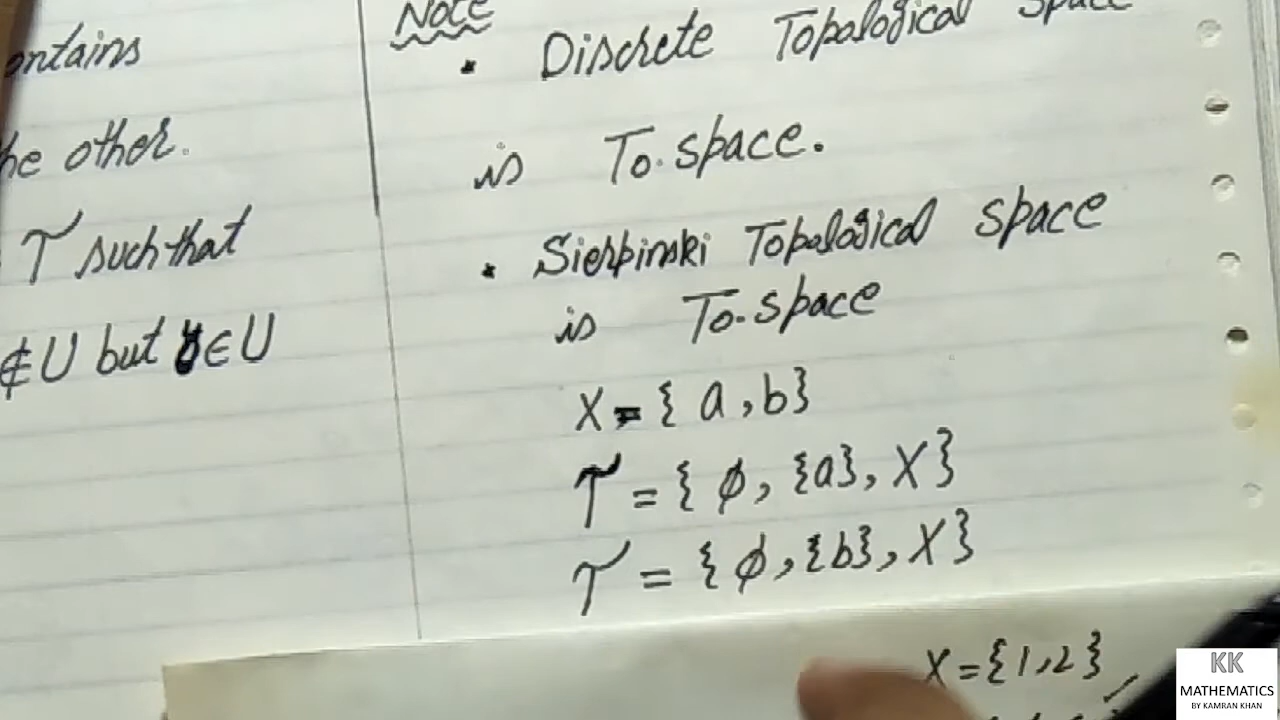 ontains
he other.
τ such that
∉ U but y ∈ U
Note
• Discrete Topological Space
is To-space.
• Sierpinski Topological space
is To-space
X = { a , b}
τ = { φ, {a}, X}
τ = { φ, {b}, X}
X = {1,2}
KK
MATHEMATICS
BY KAMRAN KHAN